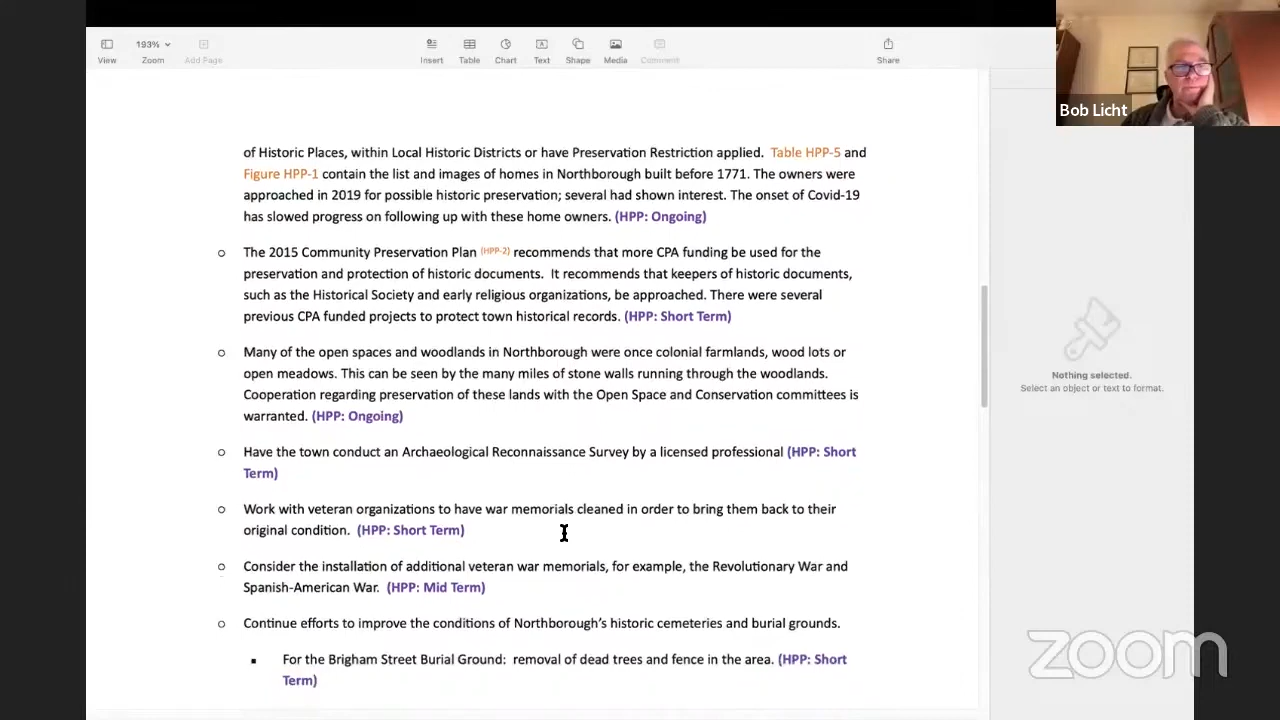 193%
View
Zoom
Add Page
Insert
Table
Chart
Text
Shape
Media
Comment
Share
Bob Licht
of Historic Places, within Local Historic Districts or have Preservation Restriction applied. Table HPP-5 and
Figure HPP-1 contain the list and images of homes in Northborough built before 1771. The owners were
approached in 2019 for possible historic preservation; several had shown interest. The onset of Covid-19
has slowed progress on following up with these home owners. (HPP: Ongoing)
○ The 2015 Community Preservation Plan (HPP-2) recommends that more CPA funding be used for the
preservation and protection of historic documents. It recommends that keepers of historic documents,
such as the Historical Society and early religious organizations, be approached. There were several
previous CPA funded projects to protect town historical records. (HPP: Short Term)
○ Many of the open spaces and woodlands in Northborough were once colonial farmlands, wood lots or
open meadows. This can be seen by the many miles of stone walls running through the woodlands.
Cooperation regarding preservation of these lands with the Open Space and Conservation committees is
warranted. (HPP: Ongoing)
○ Have the town conduct an Archaeological Reconnaissance Survey by a licensed professional (HPP: Short
Term)
○ Work with veteran organizations to have war memorials cleaned in order to bring them back to their
original condition. (HPP: Short Term)
○ Consider the installation of additional veteran war memorials, for example, the Revolutionary War and
Spanish-American War. (HPP: Mid Term)
○ Continue efforts to improve the conditions of Northborough's historic cemeteries and burial grounds.
▪ For the Brigham Street Burial Ground: removal of dead trees and fence in the area. (HPP: Short
Term)
Nothing selected.
Select an object or text to format.
zoom